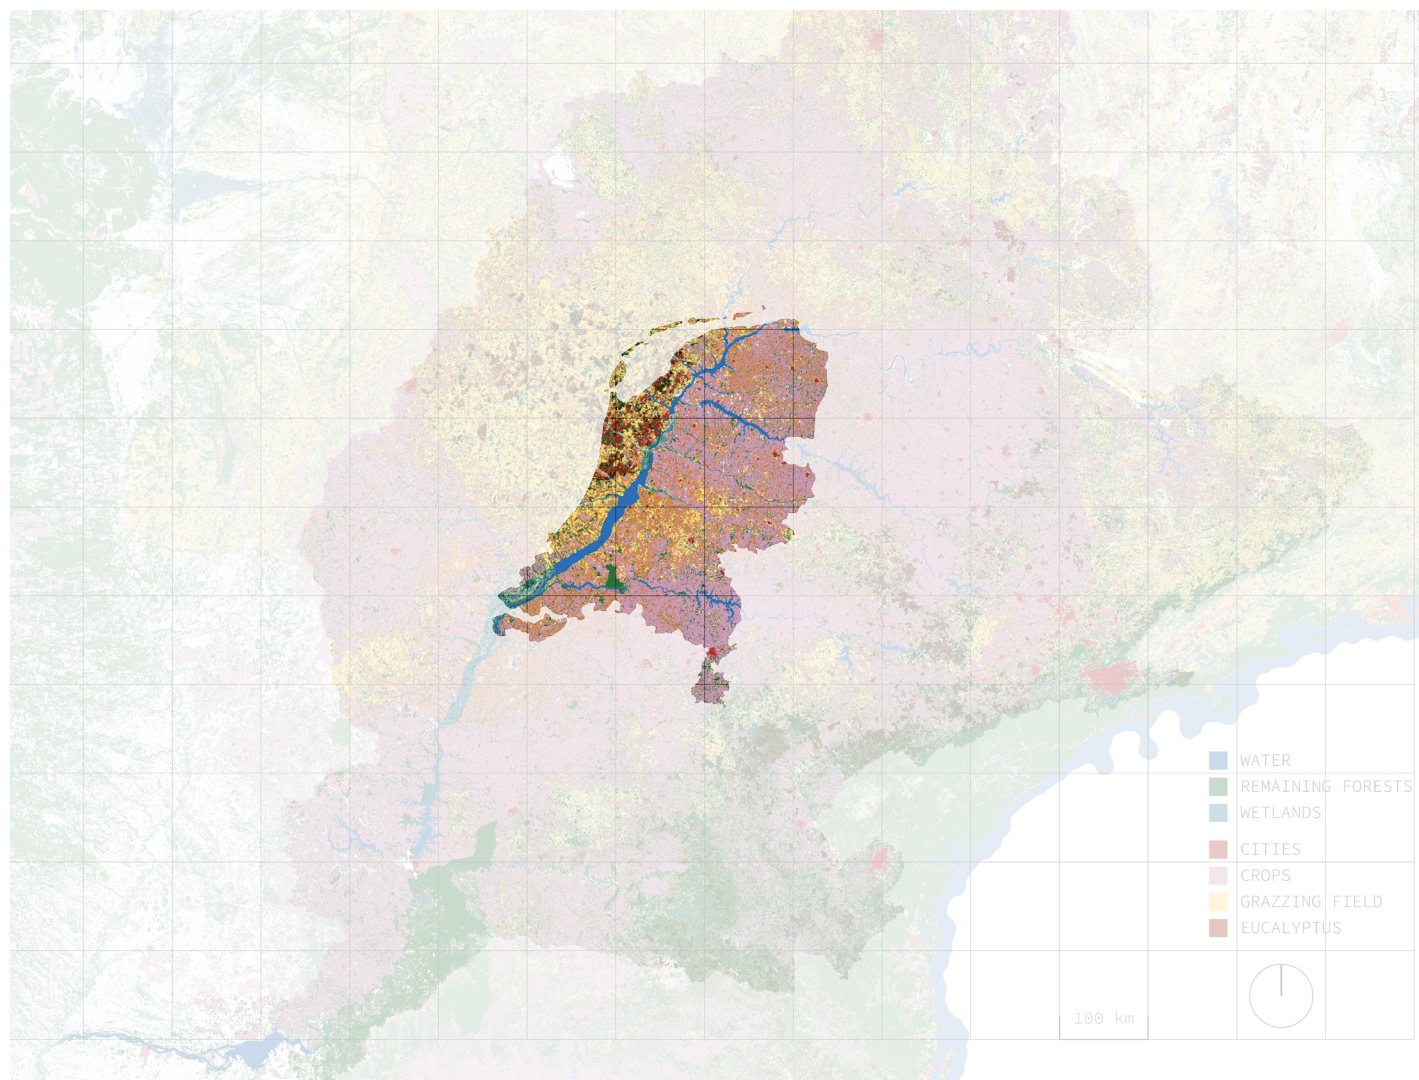 WATER
REMAINING FORESTS
WETLANDS
CITIES
CROPS
GRAZZING FIELD
EUCALYPTUS
100 km